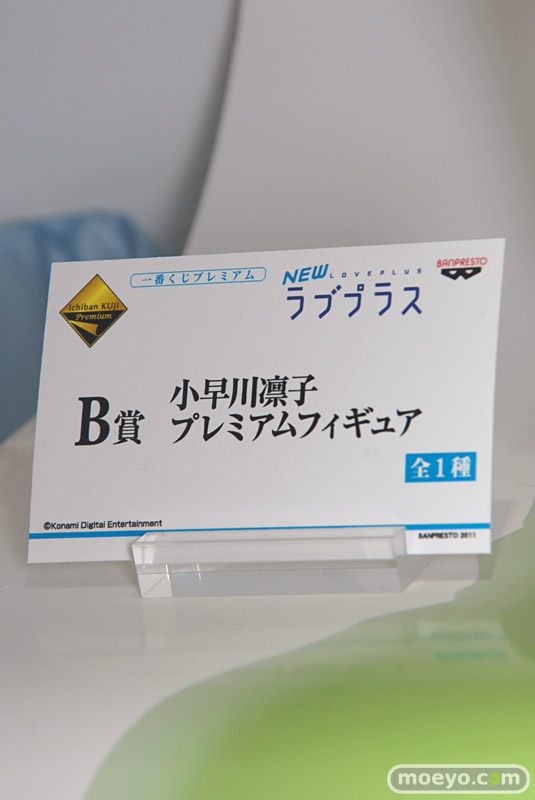 一番くじプレミアム
Ichiban KUJI
Premium
NEW LOVEPLUS
ラブプラス
BANPRESTO
B賞
小早川凛子
プレミアムフィギュア
全1種
©Konami Digital Entertainment
BANPRESTO 2011
moeyo.com